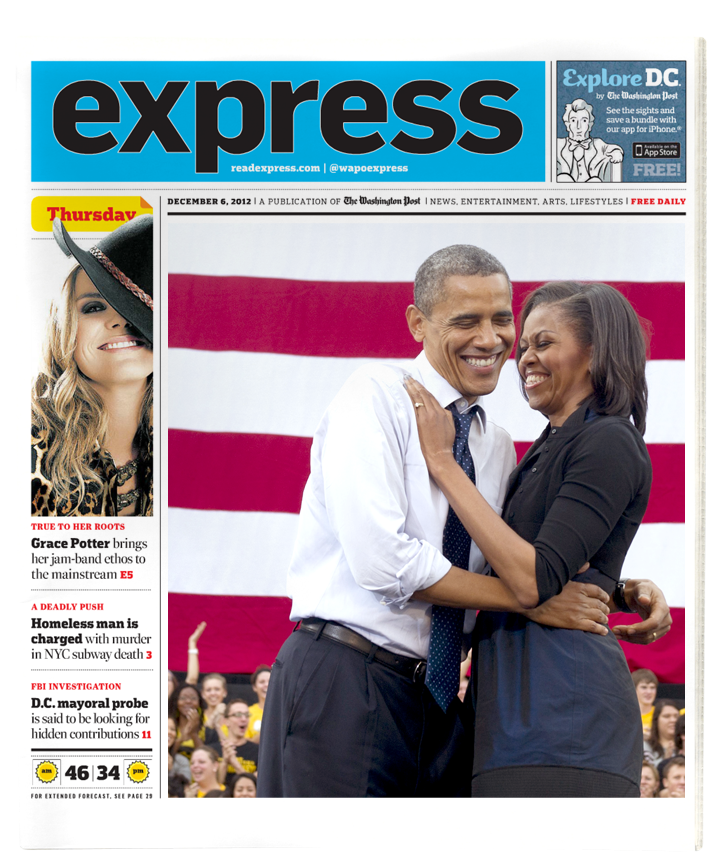 express
readexpress.com | @wapoexpress
Explore D.C.
by The Washington Post
See the sights and
save a bundle with
our app for iPhone.®
Available on the
App Store
FREE!
Thursday
DECEMBER 6, 2012 | A PUBLICATION OF The Washington Post | NEWS, ENTERTAINMENT, ARTS, LIFESTYLES | FREE DAILY
TRUE TO HER ROOTS
Grace Potter brings
her jam-band ethos to
the mainstream E5
A DEADLY PUSH
Homeless man is
charged with murder
in NYC subway death 3
FBI INVESTIGATION
D.C. mayoral probe
is said to be looking for
hidden contributions 11
am 46 | 34 pm
FOR EXTENDED FORECAST, SEE PAGE 29